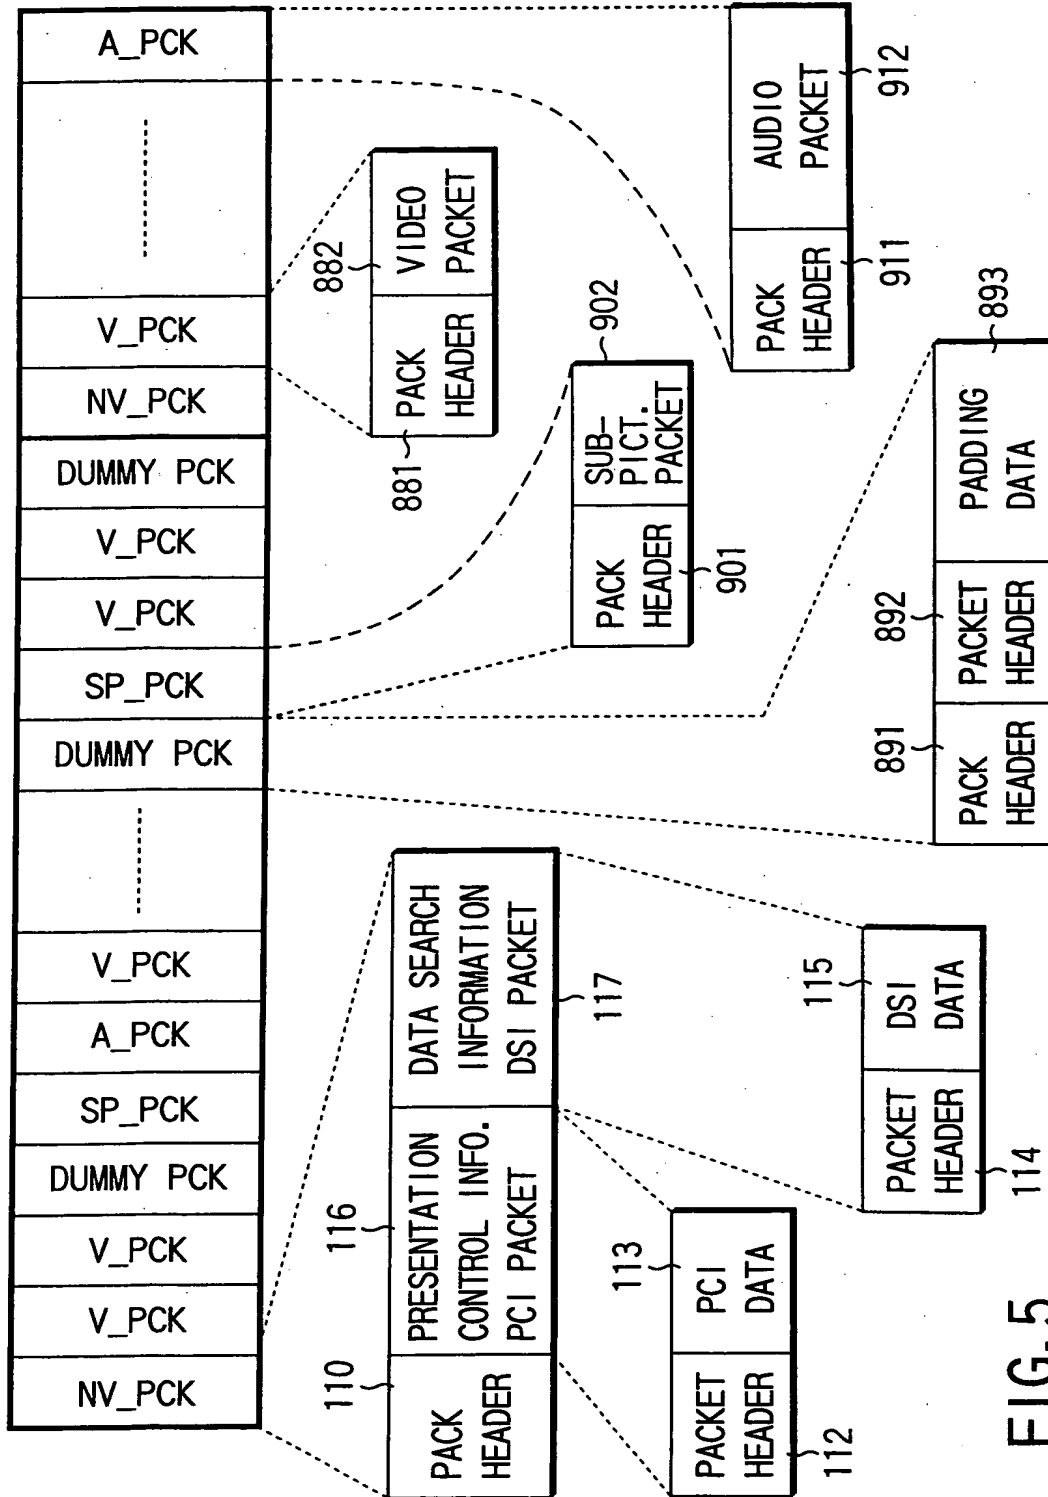 NV_PCK
V_PCK
V_PCK
DUMMY PCK
SP_PCK
A_PCK
V_PCK
DUMMY PCK
SP_PCK
V_PCK
V_PCK
DUMMY PCK
NV_PCK
V_PCK
A_PCK
110
PACK
HEADER
116
PRESENTATION
CONTROL INFO.
PCI PACKET
DATA SEARCH
INFORMATION
DSI PACKET
117
881
PACK
HEADER
882
VIDEO
PACKET
PACK
HEADER
901
SUB-
PICT.
PACKET
902
PACKET
HEADER
112
113
PCI
DATA
PACK
HEADER
911
AUDIO
PACKET
912
PACKET
HEADER
114
115
DSI
DATA
891
PACK
HEADER
892
PACKET
HEADER
PADDING
DATA
893
FIG. 5